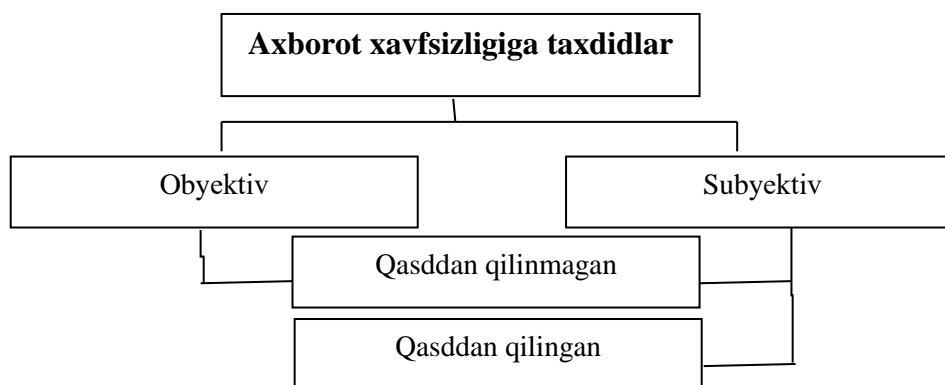 Axborot xavfsizligiga taxdidlar
Obyektiv
Subyektiv
Qasddan qilinmagan
Qasddan qilingan